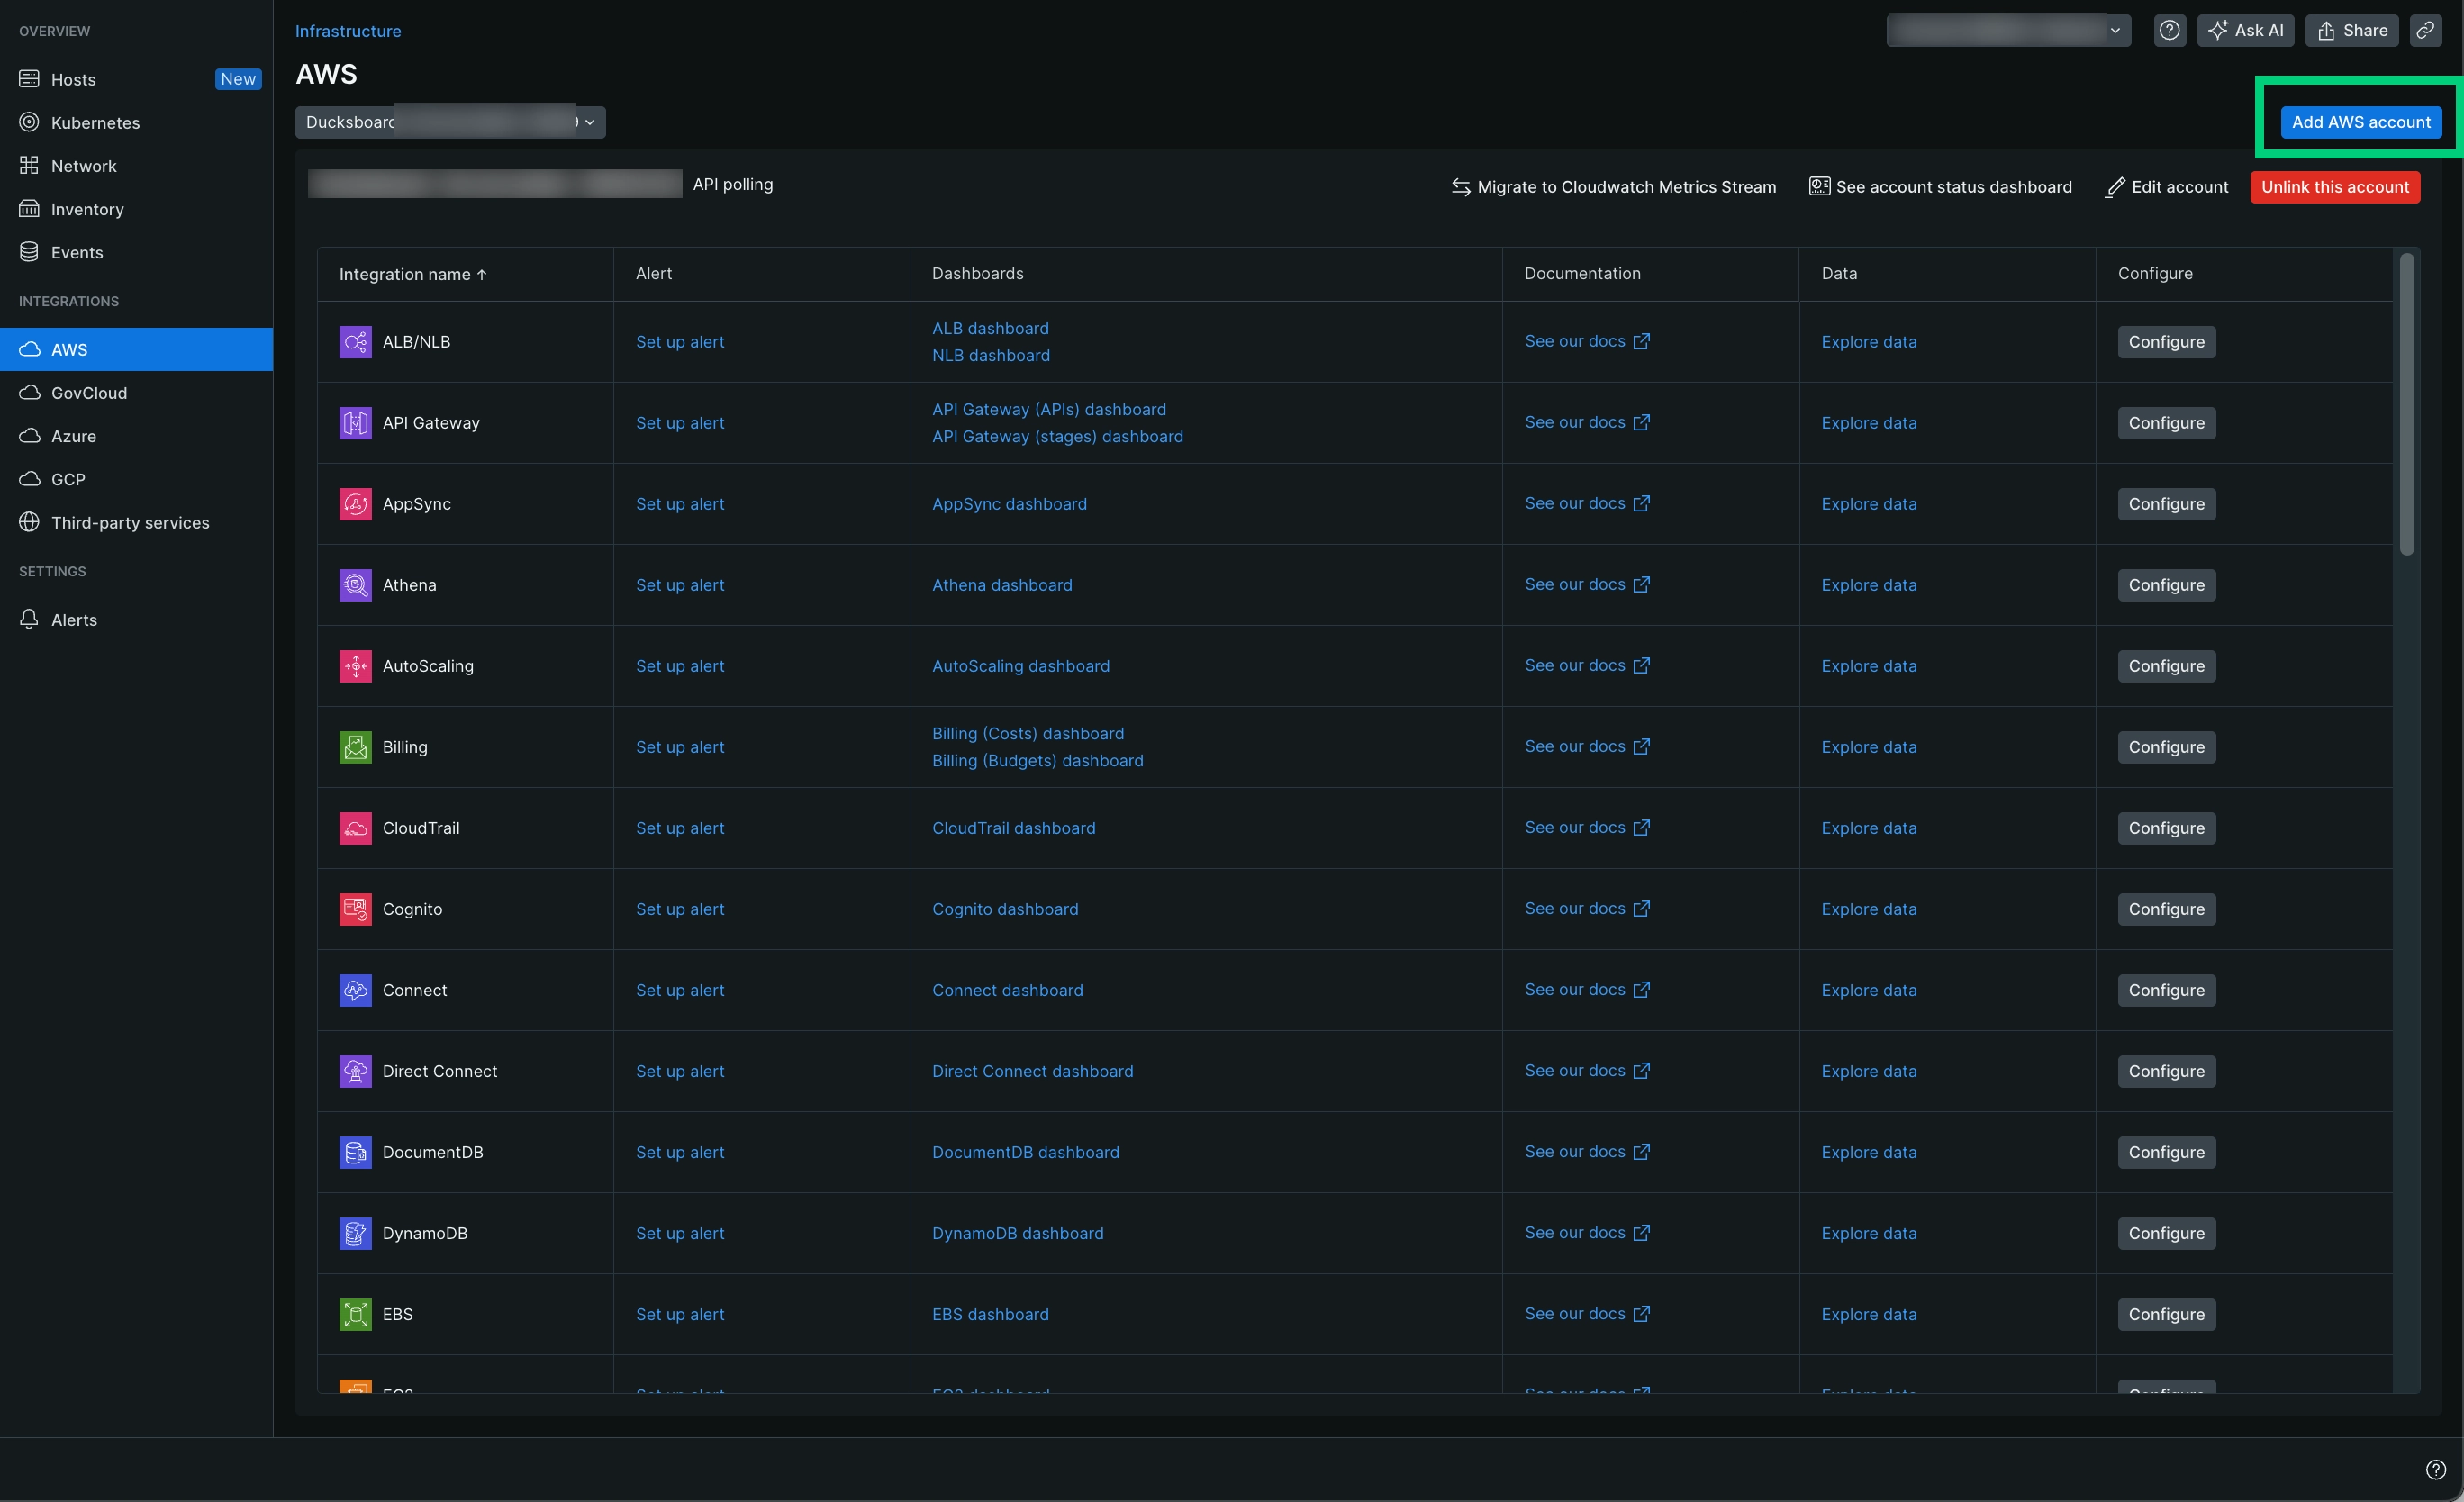 OVERVIEW
Hosts New
Kubernetes
Network
Inventory
Events
INTEGRATIONS
AWS
GovCloud
Azure
GCP
Third-party services
SETTINGS
Alerts
Infrastructure
Ask AI Share
AWS
Add AWS account
API polling Migrate to Cloudwatch Metrics Stream See account status dashboard Edit account Unlink this account
Integration name ↑ Alert Dashboards Documentation Data Configure
ALB/NLB Set up alert ALB dashboard See our docs Explore data Configure
NLB dashboard
API Gateway Set up alert API Gateway (APIs) dashboard See our docs Explore data Configure
API Gateway (stages) dashboard
AppSync Set up alert AppSync dashboard See our docs Explore data Configure
Athena Set up alert Athena dashboard See our docs Explore data Configure
AutoScaling Set up alert AutoScaling dashboard See our docs Explore data Configure
Billing Set up alert Billing (Costs) dashboard See our docs Explore data Configure
Billing (Budgets) dashboard
CloudTrail Set up alert CloudTrail dashboard See our docs Explore data Configure
Cognito Set up alert Cognito dashboard See our docs Explore data Configure
Connect Set up alert Connect dashboard See our docs Explore data Configure
Direct Connect Set up alert Direct Connect dashboard See our docs Explore data Configure
DocumentDB Set up alert DocumentDB dashboard See our docs Explore data Configure
DynamoDB Set up alert DynamoDB dashboard See our docs Explore data Configure
EBS Set up alert EBS dashboard See our docs Explore data Configure